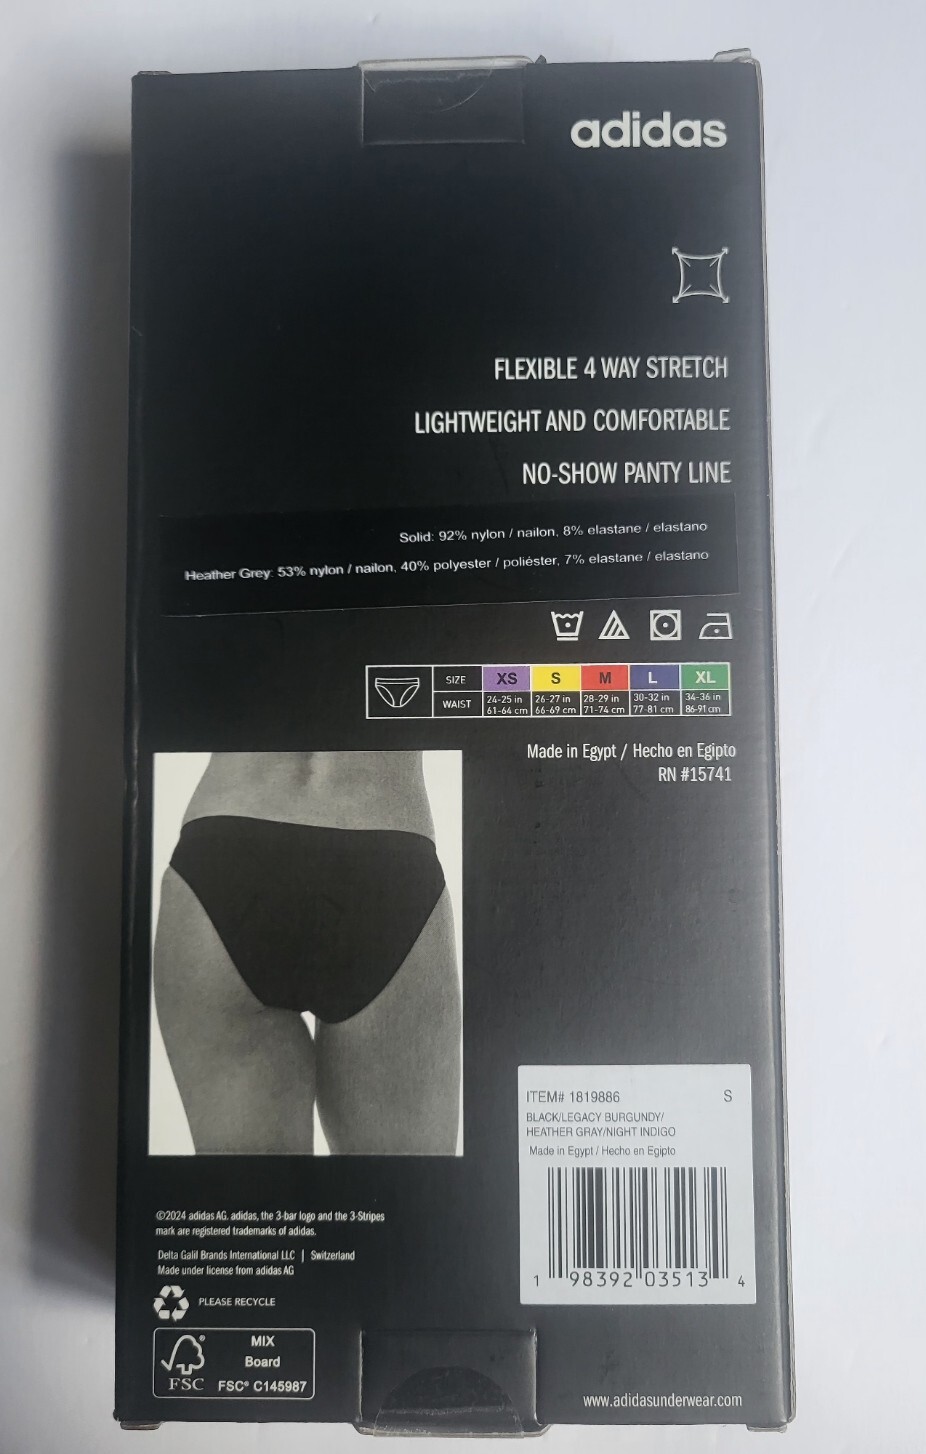 adidas
FLEXIBLE 4 WAY STRETCH
LIGHTWEIGHT AND COMFORTABLE
NO-SHOW PANTY LINE
Solid: 92% nylon / nailon, 8% elastane / elastano
Heather Grey: 53% nylon / nailon, 40% polyester / poliéster, 7% elastane / elastano
SIZE XS S M L XL
WAIST 24-25 in 26-27 in 28-29 in 30-32 in 34-36 in
61-64 cm 66-69 cm 71-74 cm 77-81 cm 86-91 cm
Made in Egypt / Hecho en Egipto
RN #15741
ITEM# 1819886 S
BLACK/LEGACY BURGUNDY/
HEATHER GRAY/NIGHT INDIGO
Made in Egypt / Hecho en Egipto
1 98392 03513 4
©2024 adidas AG. adidas, the 3-bar logo and the 3-Stripes
mark are registered trademarks of adidas.
Delta Galil Brands International LLC | Switzerland
Made under license from adidas AG
PLEASE RECYCLE
FSC
MIX
Board
FSC® C145987
www.adidasunderwear.com